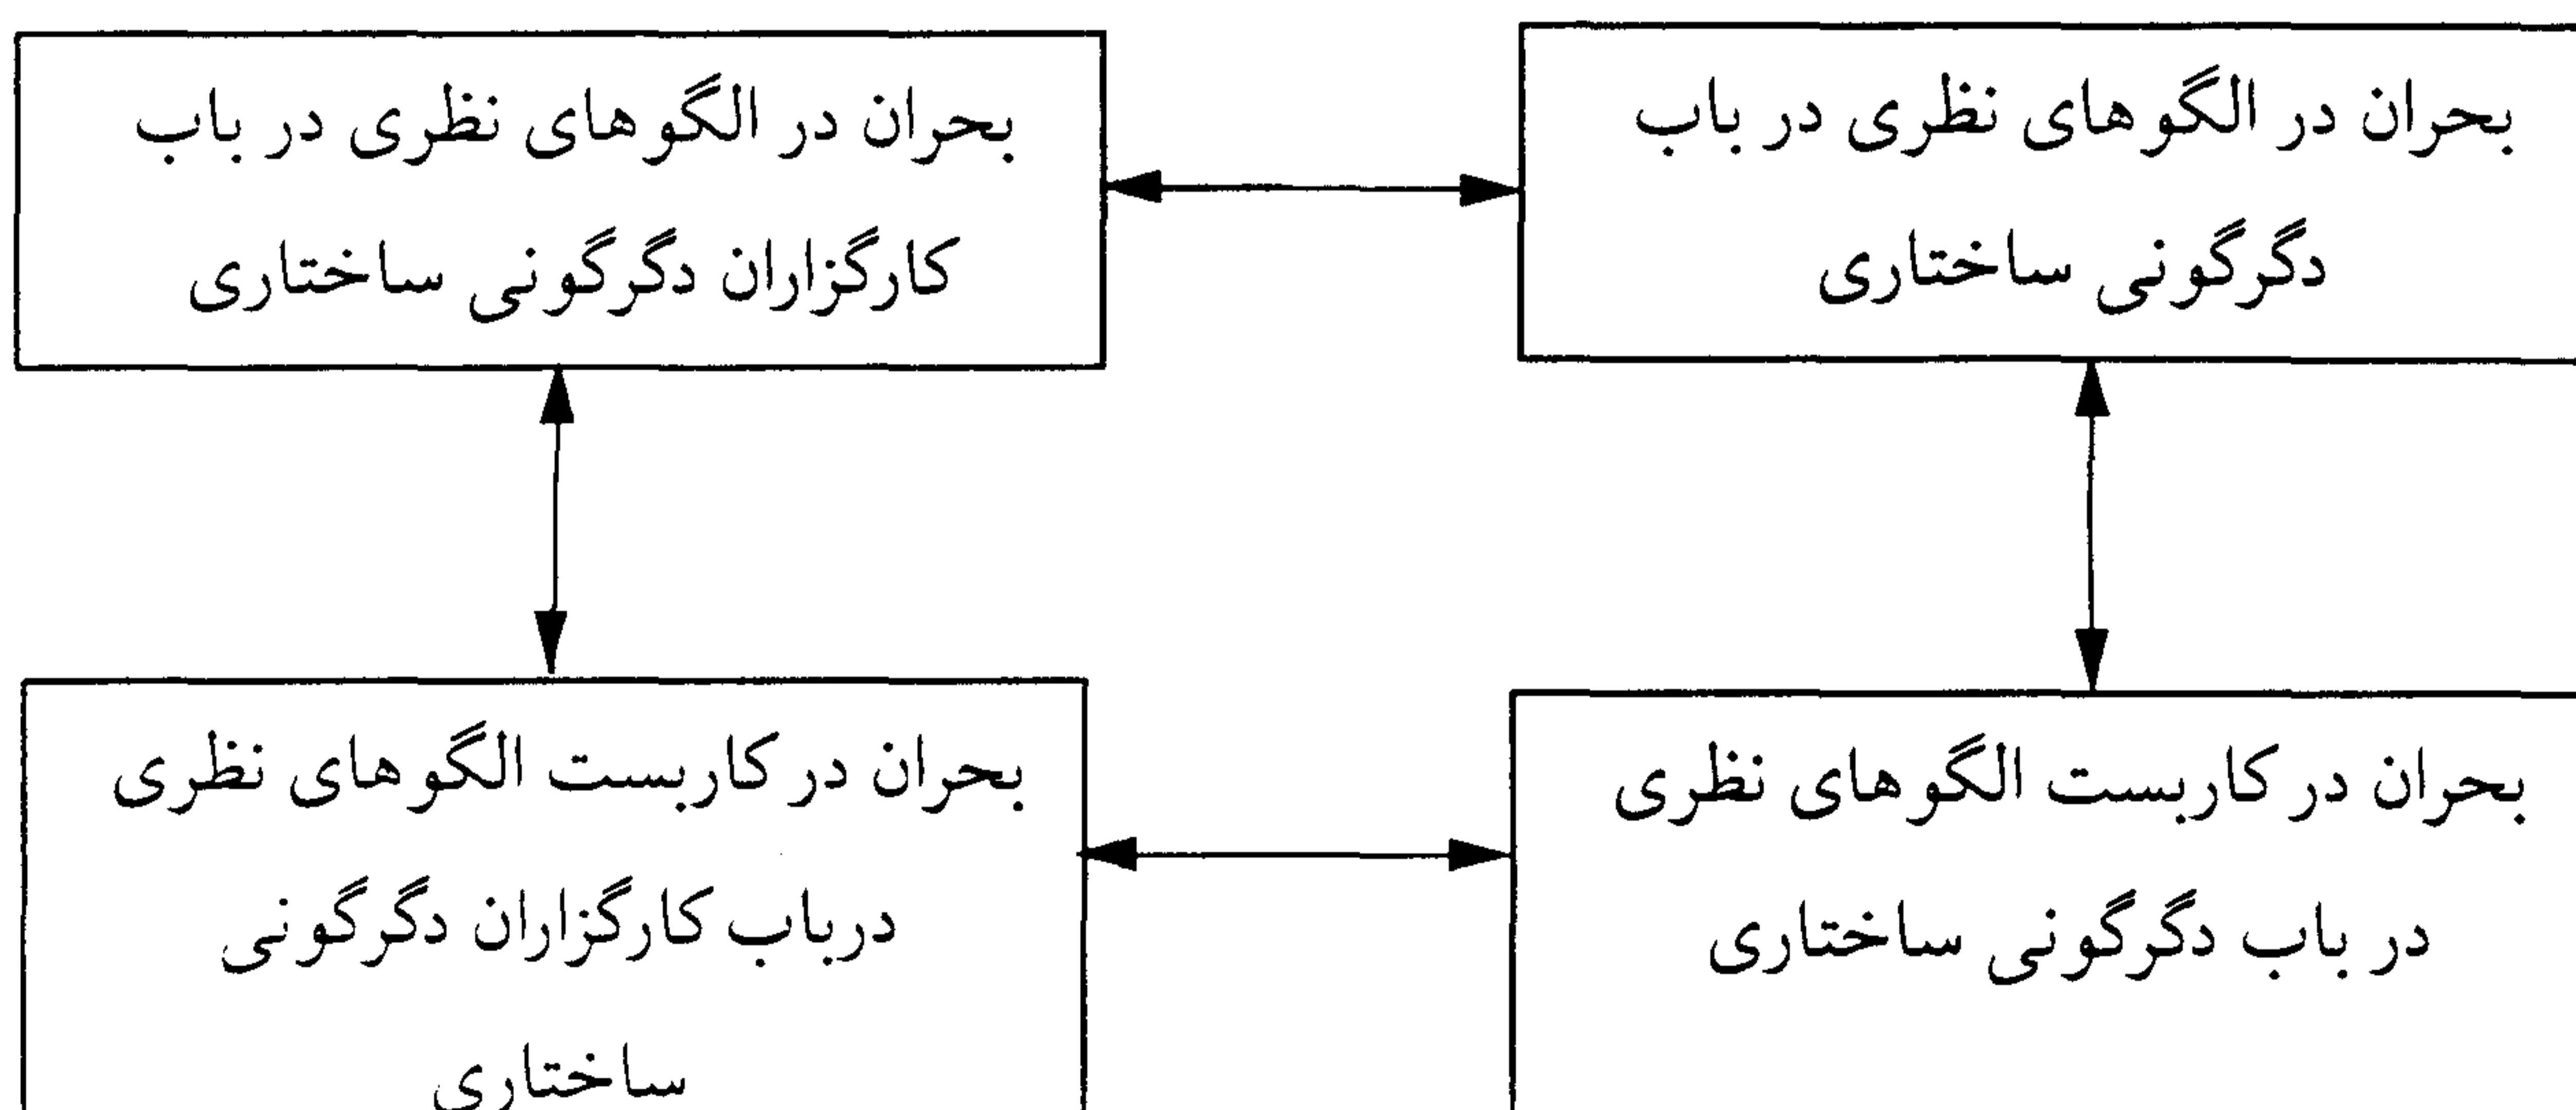 بحران در الگوهای نظری در باب
دگرگونی ساختاری
بحران در الگوهای نظری در باب
کارگزاران دگرگونی ساختاری
بحران در کاربست الگوهای نظری
در باب دگرگونی ساختاری
بحران در کاربست الگوهای نظری
درباب کارگزاران دگرگونی
ساختاری